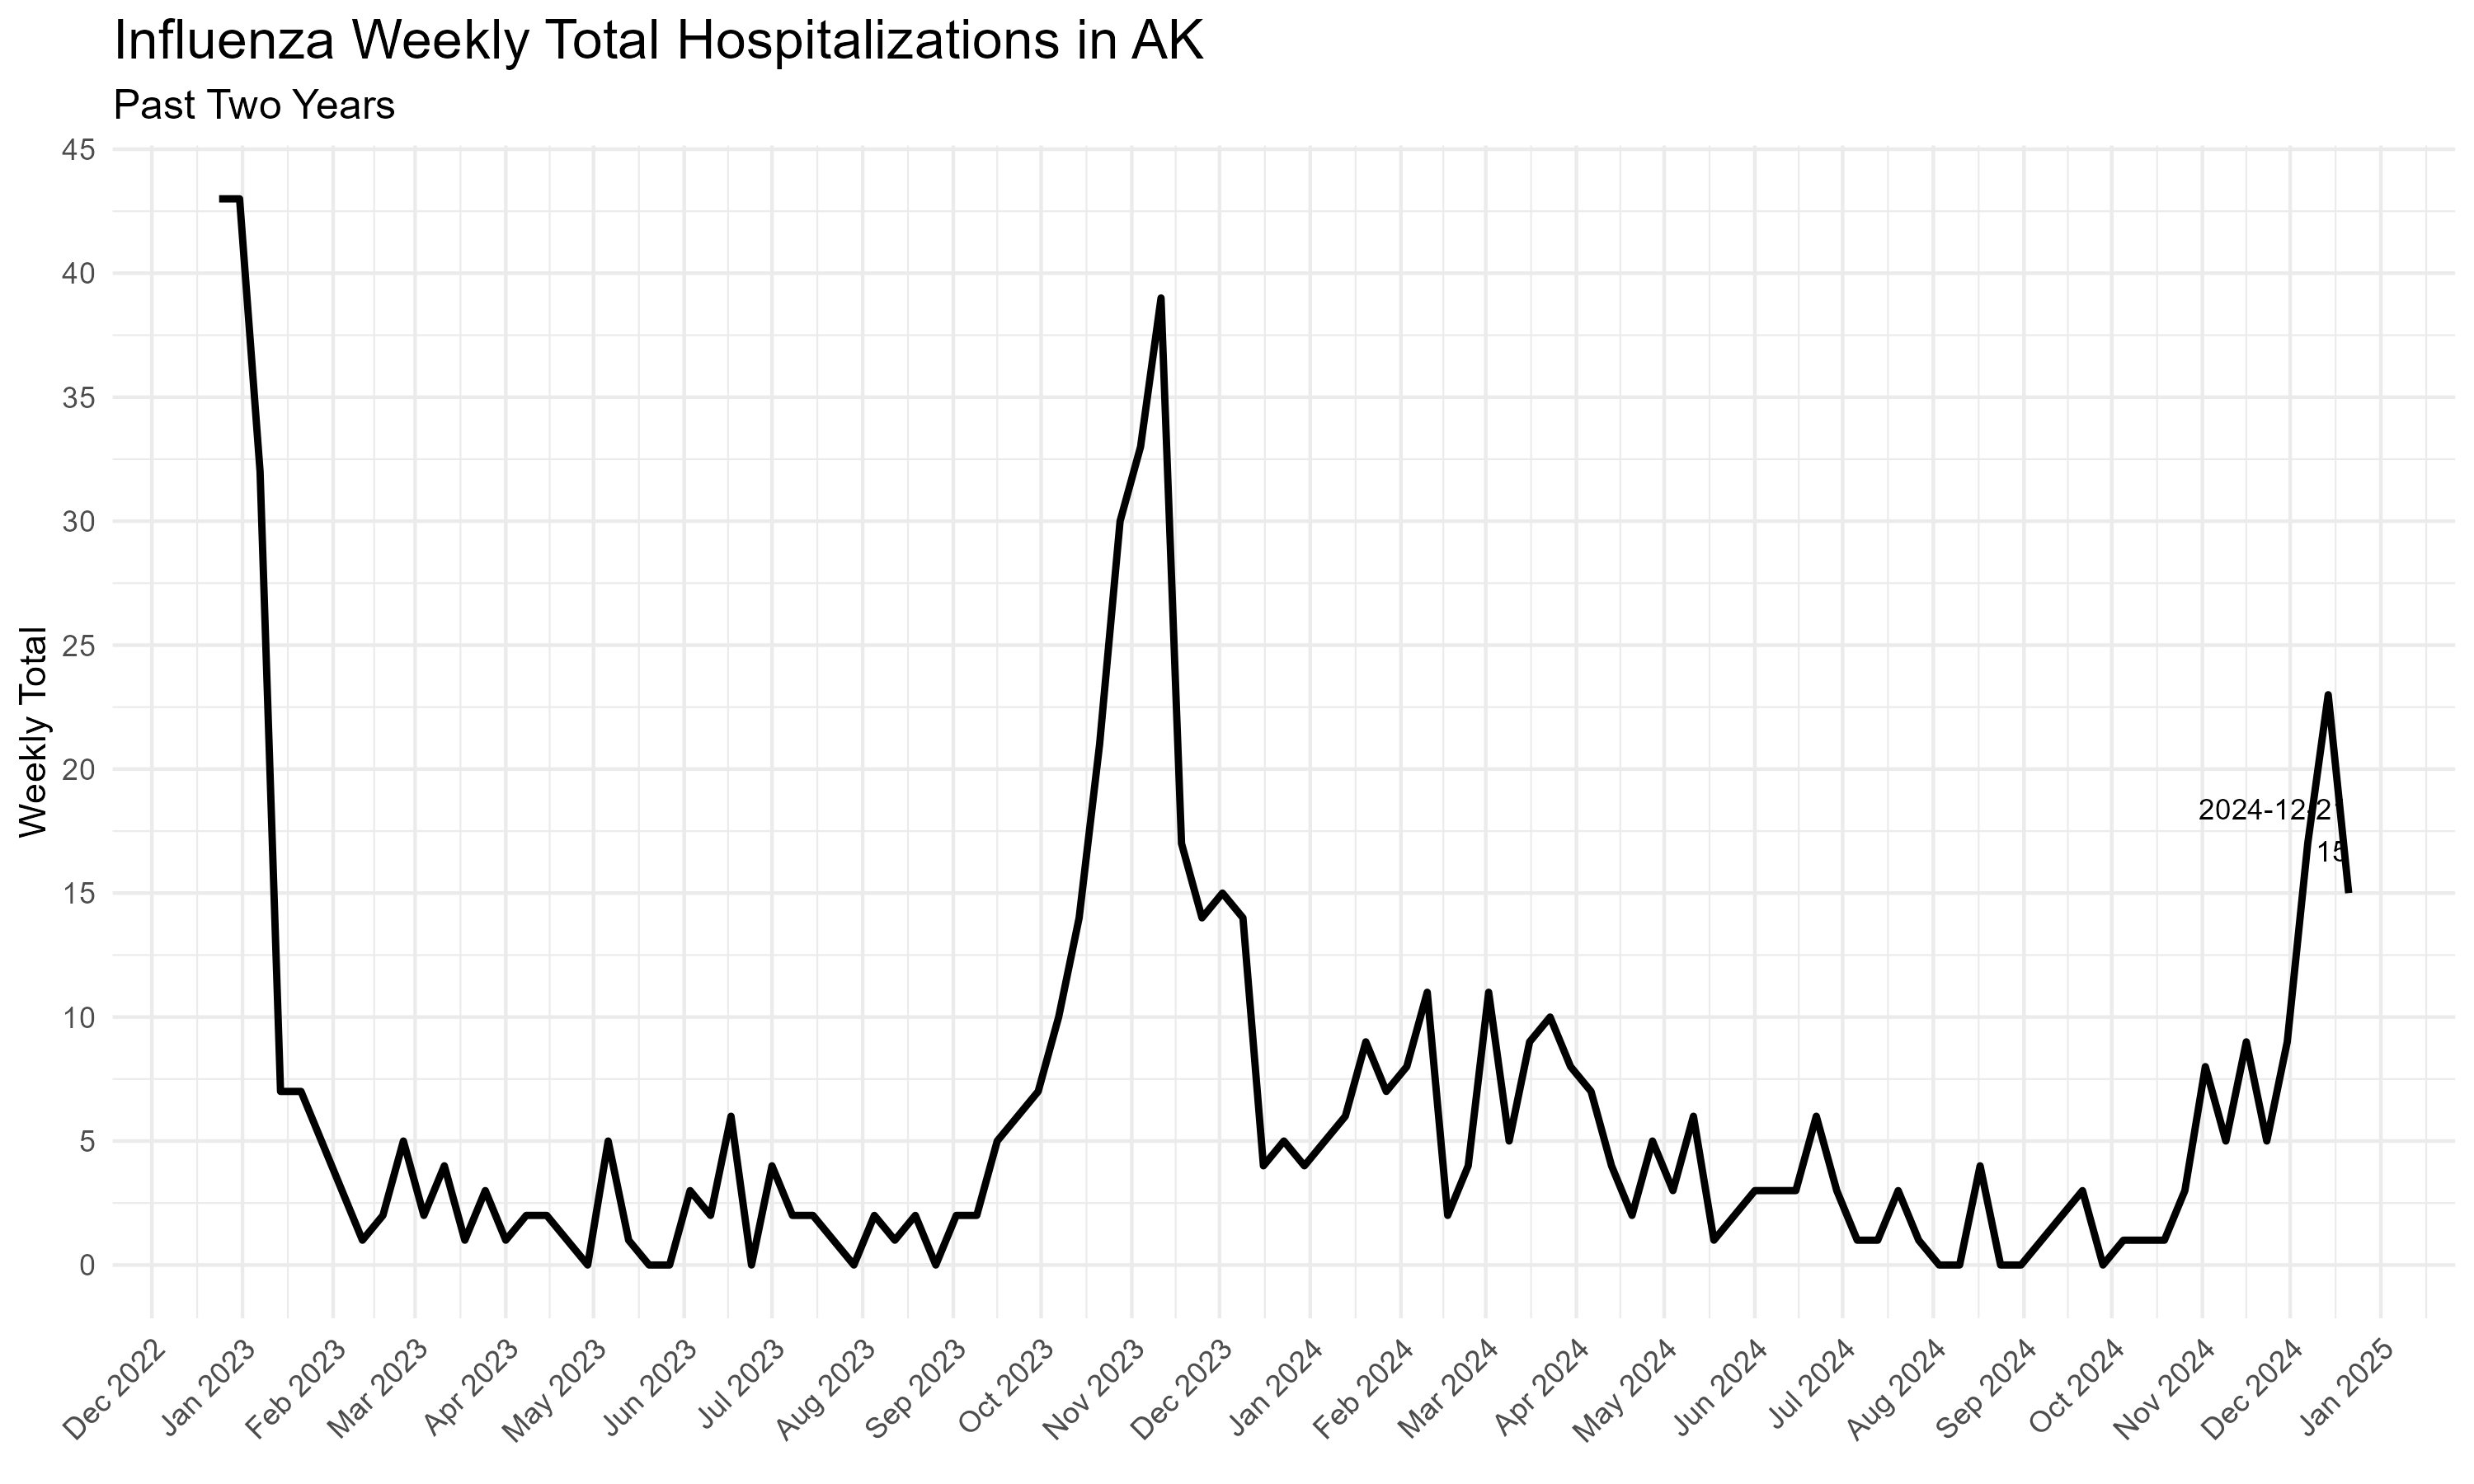 Influenza Weekly Total Hospitalizations in AK
Past Two Years
Weekly Total
45
40
35
30
25
20
15
10
5
0
2024-12-21
15
Dec 2022
Jan 2023
Feb 2023
Mar 2023
Apr 2023
May 2023
Jun 2023
Jul 2023
Aug 2023
Sep 2023
Oct 2023
Nov 2023
Dec 2023
Jan 2024
Feb 2024
Mar 2024
Apr 2024
May 2024
Jun 2024
Jul 2024
Aug 2024
Sep 2024
Oct 2024
Nov 2024
Dec 2024
Jan 2025